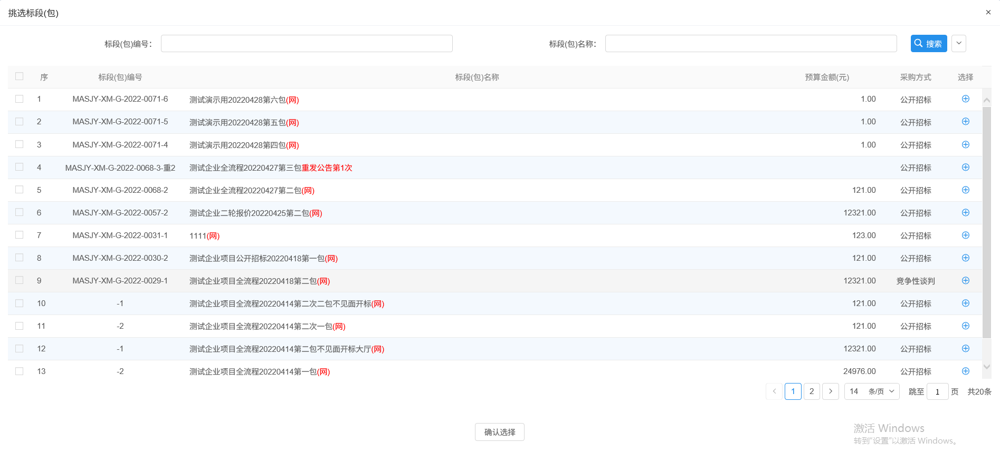 挑选标段(包)
×
标段(包)编号：
标段(包)名称：
搜索
序 标段(包)编号 标段(包)名称 预算金额(元) 采购方式 选择
1 MASJY-XM-G-2022-0071-6 测试演示用20220428第六包(网) 1.00 公开招标
2 MASJY-XM-G-2022-0071-5 测试演示用20220428第五包(网) 1.00 公开招标
3 MASJY-XM-G-2022-0071-4 测试演示用20220428第四包(网) 1.00 公开招标
4 MASJY-XM-G-2022-0068-3-重2 测试企业全流程20220427第三包重发公告第1次 公开招标
5 MASJY-XM-G-2022-0068-2 测试企业全流程20220427第二包(网) 121.00 公开招标
6 MASJY-XM-G-2022-0057-2 测试企业二轮报价20220425第二包(网) 12321.00 公开招标
7 MASJY-XM-G-2022-0031-1 1111(网) 123.00 公开招标
8 MASJY-XM-G-2022-0030-2 测试企业项目公开招标20220418第一包(网) 121.00 公开招标
9 MASJY-XM-G-2022-0029-1 测试企业项目全流程20220418第二包(网) 12321.00 竞争性谈判
10 -1 测试企业项目全流程20220414第二次二包不见面开标(网) 121.00 公开招标
11 -2 测试企业项目全流程20220414第二次一包(网) 121.00 公开招标
12 -1 测试企业项目全流程20220414第二包不见面开标大厅(网) 12321.00 公开招标
13 -2 测试企业项目全流程20220414第一包(网) 24976.00 公开招标
1 2 14 条/页 跳至 1 页 共20条
确认选择
激活 Windows
转到“设置”以激活 Windows。